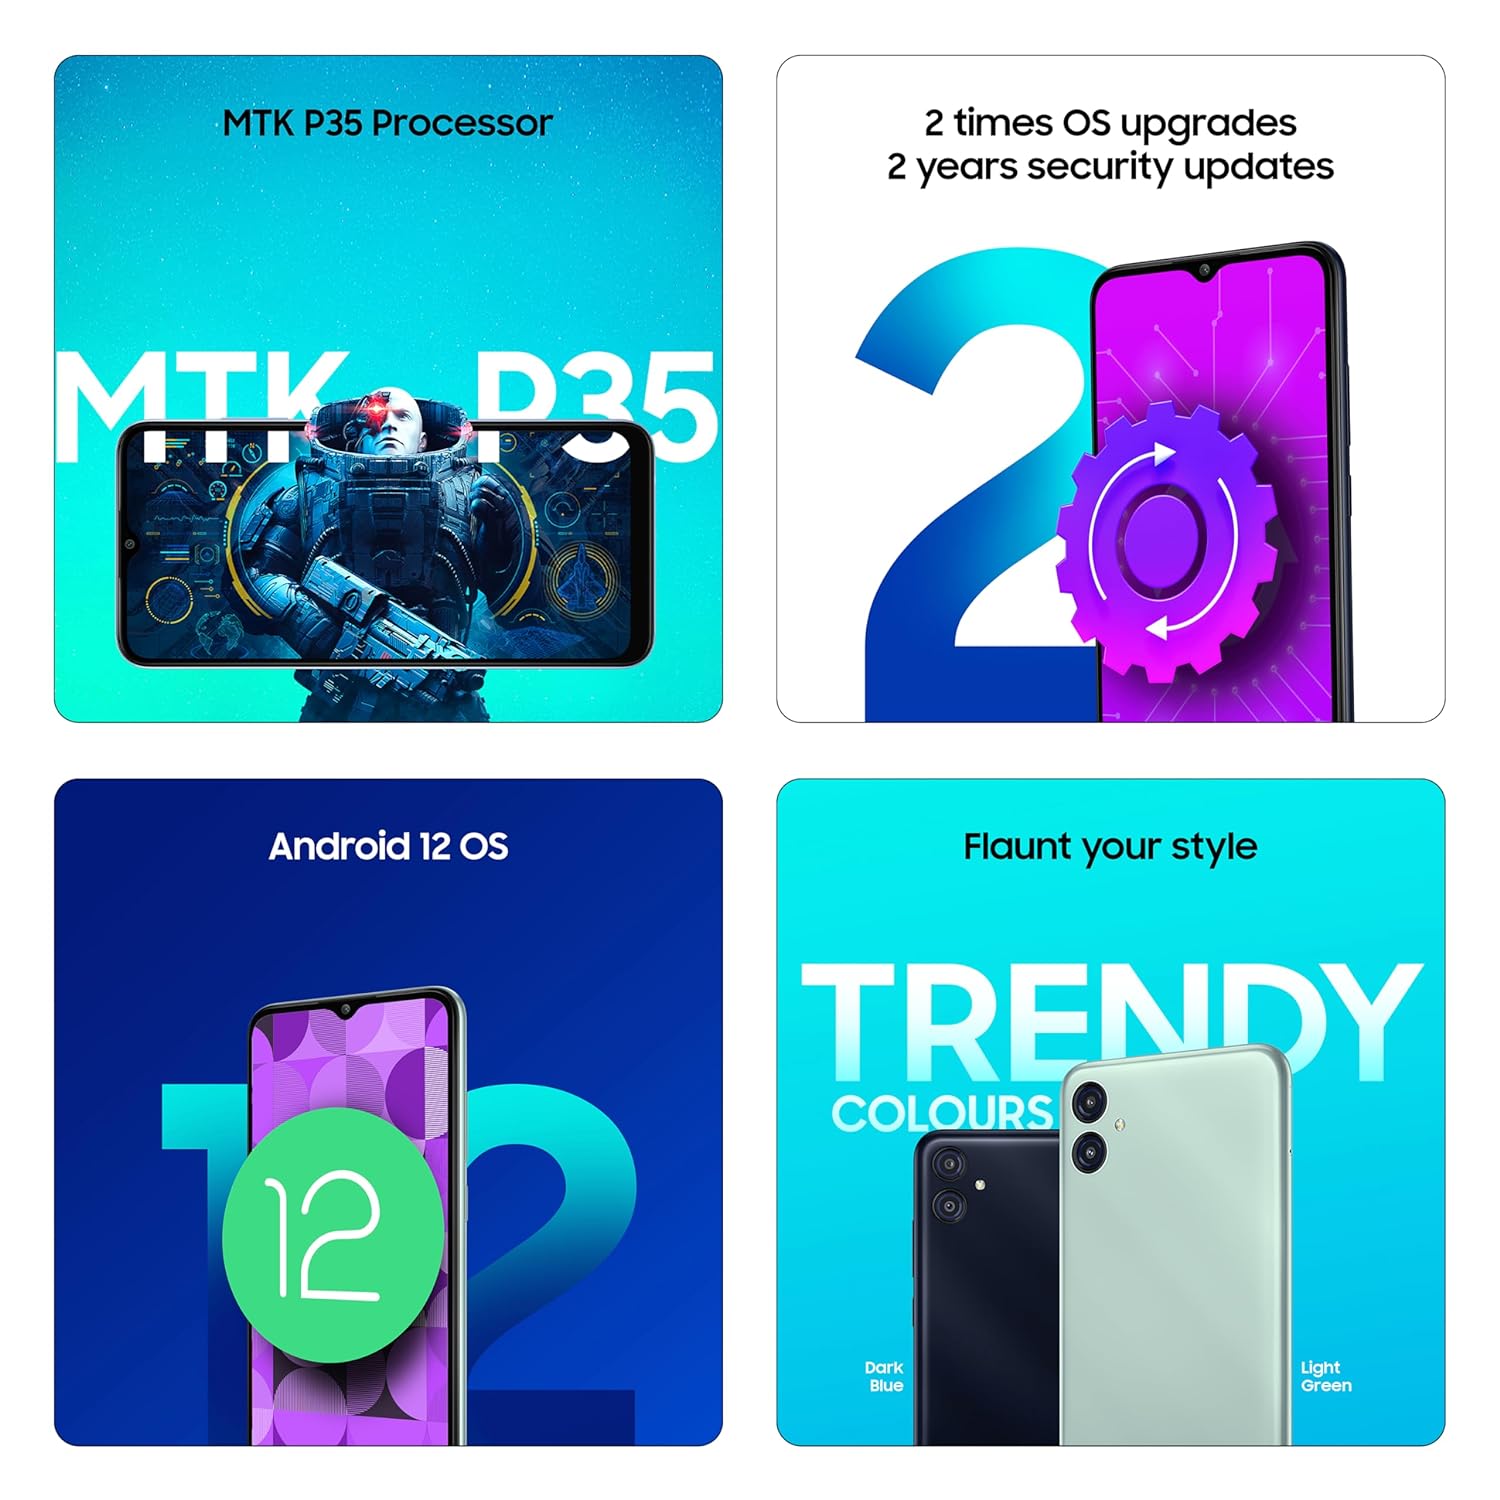 MTK P35 Processor
MTK P35
2 times OS upgrades
2 years security updates
2
Android 12 OS
12
12
Flaunt your style
TRENDY
COLOURS
Dark
Blue
Light
Green